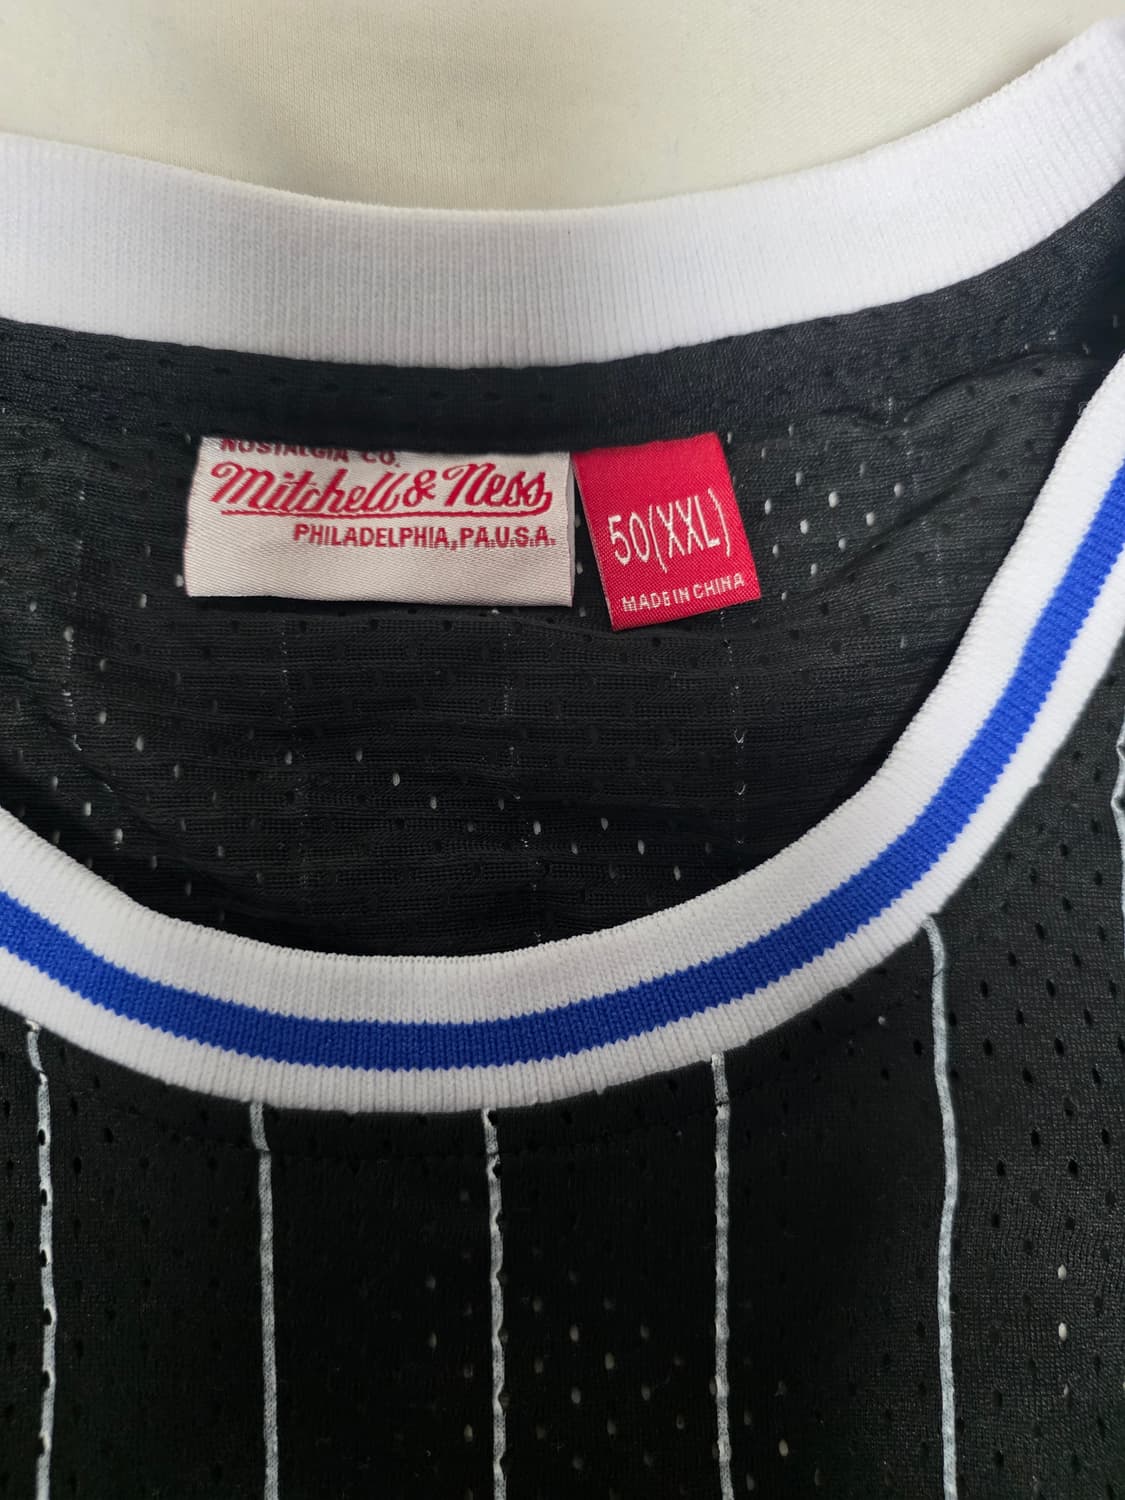 NOSTALGIA CO.
Mitchell & Ness
PHILADELPHIA, PA.U.S.A.
50(XXL)
MADE IN CHINA